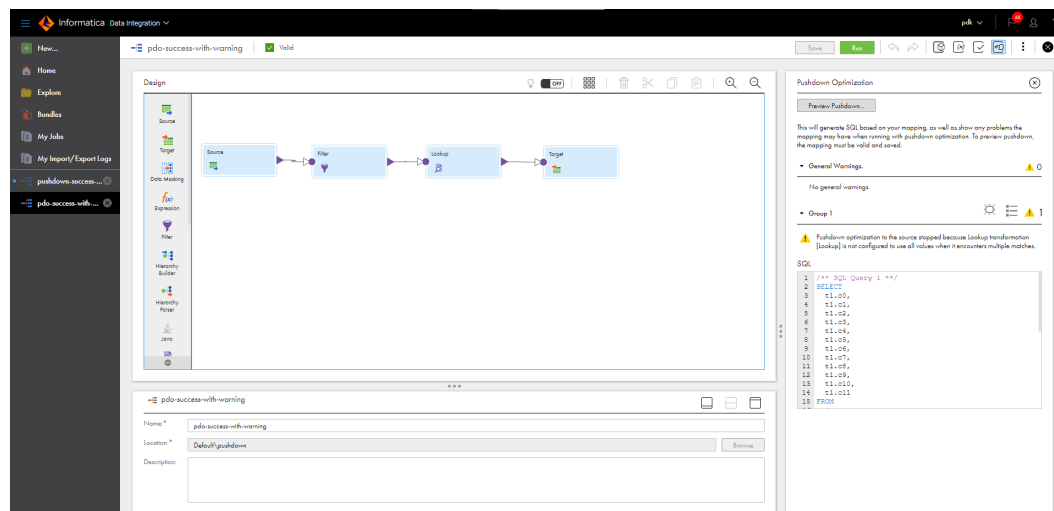 Informatica Data Integration
pdk
New...
Home
Explore
Bundles
My Jobs
My Import/Export Logs
pushdown-success-...
pdo-success-with-...
pdo-success-with-warning
Valid
Save
Run
Design
OFF
Source
Target
Data Masking
f(x)
Expression
Filter
Hierarchy
Builder
Hierarchy
Parser
Java
Source
Filter
Lookup
Target
pdo-success-with-warning
Name:*
pdo-success-with-warning
Location:*
Default\pushdown
Browse
Description:
Pushdown Optimization
Preview Pushdown...
This will generate SQL based on your mapping, as well as show any problems the
mapping may have when running with pushdown optimization. To preview pushdown,
the mapping must be valid and saved.
General Warnings.
0
No general warnings.
Group 1
1
Pushdown optimization to the source stopped because Lookup transformation
[Lookup] is not configured to use all values when it encounters multiple matches.
SQL
1 /** SQL Query 1 **/
2 SELECT
3 t1.c0,
4 t1.c1,
5 t1.c2,
6 t1.c3,
7 t1.c4,
8 t1.c5,
9 t1.c6,
10 t1.c7,
11 t1.c8,
12 t1.c9,
13 t1.c10,
14 t1.c11
15 FROM